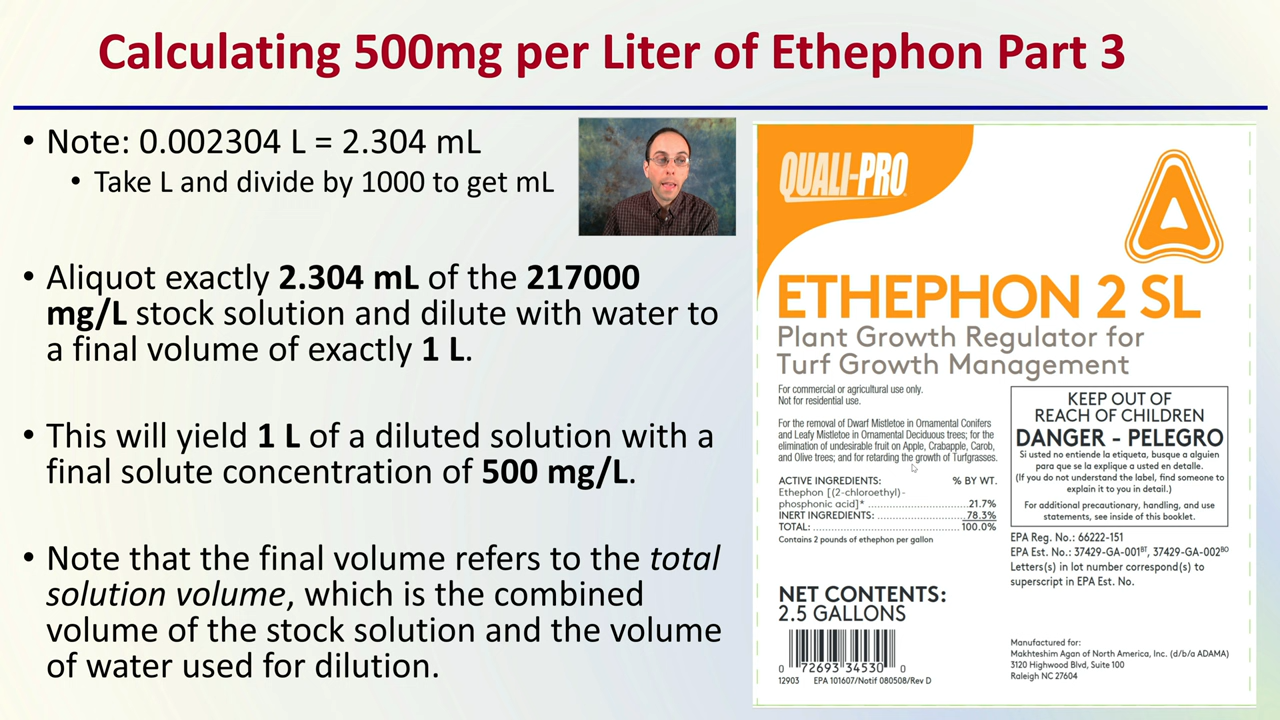 Calculating 500mg per Liter of Ethephon Part 3
• Note: 0.002304 L = 2.304 mL
• Take L and divide by 1000 to get mL
• Aliquot exactly 2.304 mL of the 217000
mg/L stock solution and dilute with water to
a final volume of exactly 1 L.
• This will yield 1 L of a diluted solution with a
final solute concentration of 500 mg/L.
• Note that the final volume refers to the total
solution volume, which is the combined
volume of the stock solution and the volume
of water used for dilution.
QUALI-PRO
ETHEPHON 2 SL
Plant Growth Regulator for
Turf Growth Management
For commercial or agricultural use only.
Not for residential use.
For the removal of Dwarf Mistletoe in Ornamental Conifers
and Leafy Mistletoe in Ornamental Deciduous trees; for the
elimination of undesirable fruit on Apple, Crabapple, Carob,
and Olive trees; and for retarding the growth of Turfgrasses.
ACTIVE INGREDIENTS: % BY WT.
Ethephon [(2-chloroethyl)-
phosphonic acid]* ........................... 21.7%
INERT INGREDIENTS: ........................ 78.3%
TOTAL: ........................................ 100.0%
Contains 2 pounds of ethephon per gallon
KEEP OUT OF
REACH OF CHILDREN
DANGER - PELEGRO
Si usted no entiende la etiqueta, busque a alguien
para que se la explique a usted en detalle.
(If you do not understand the label, find someone to
explain it to you in detail.)
For additional precautionary, handling, and use
statements, see inside of this booklet.
EPA Reg. No.: 66222-151
EPA Est. No.: 37429-GA-001BT, 37429-GA-002BO
Letters(s) in lot number correspond(s) to
superscript in EPA Est. No.
NET CONTENTS:
2.5 GALLONS
0 72693 34530 0
12903 EPA 101607/Notif 080508/Rev D
Manufactured for:
Makhteshim Agan of North America, Inc. (d/b/a ADAMA)
3120 Highwood Blvd, Suite 100
Raleigh NC 27604